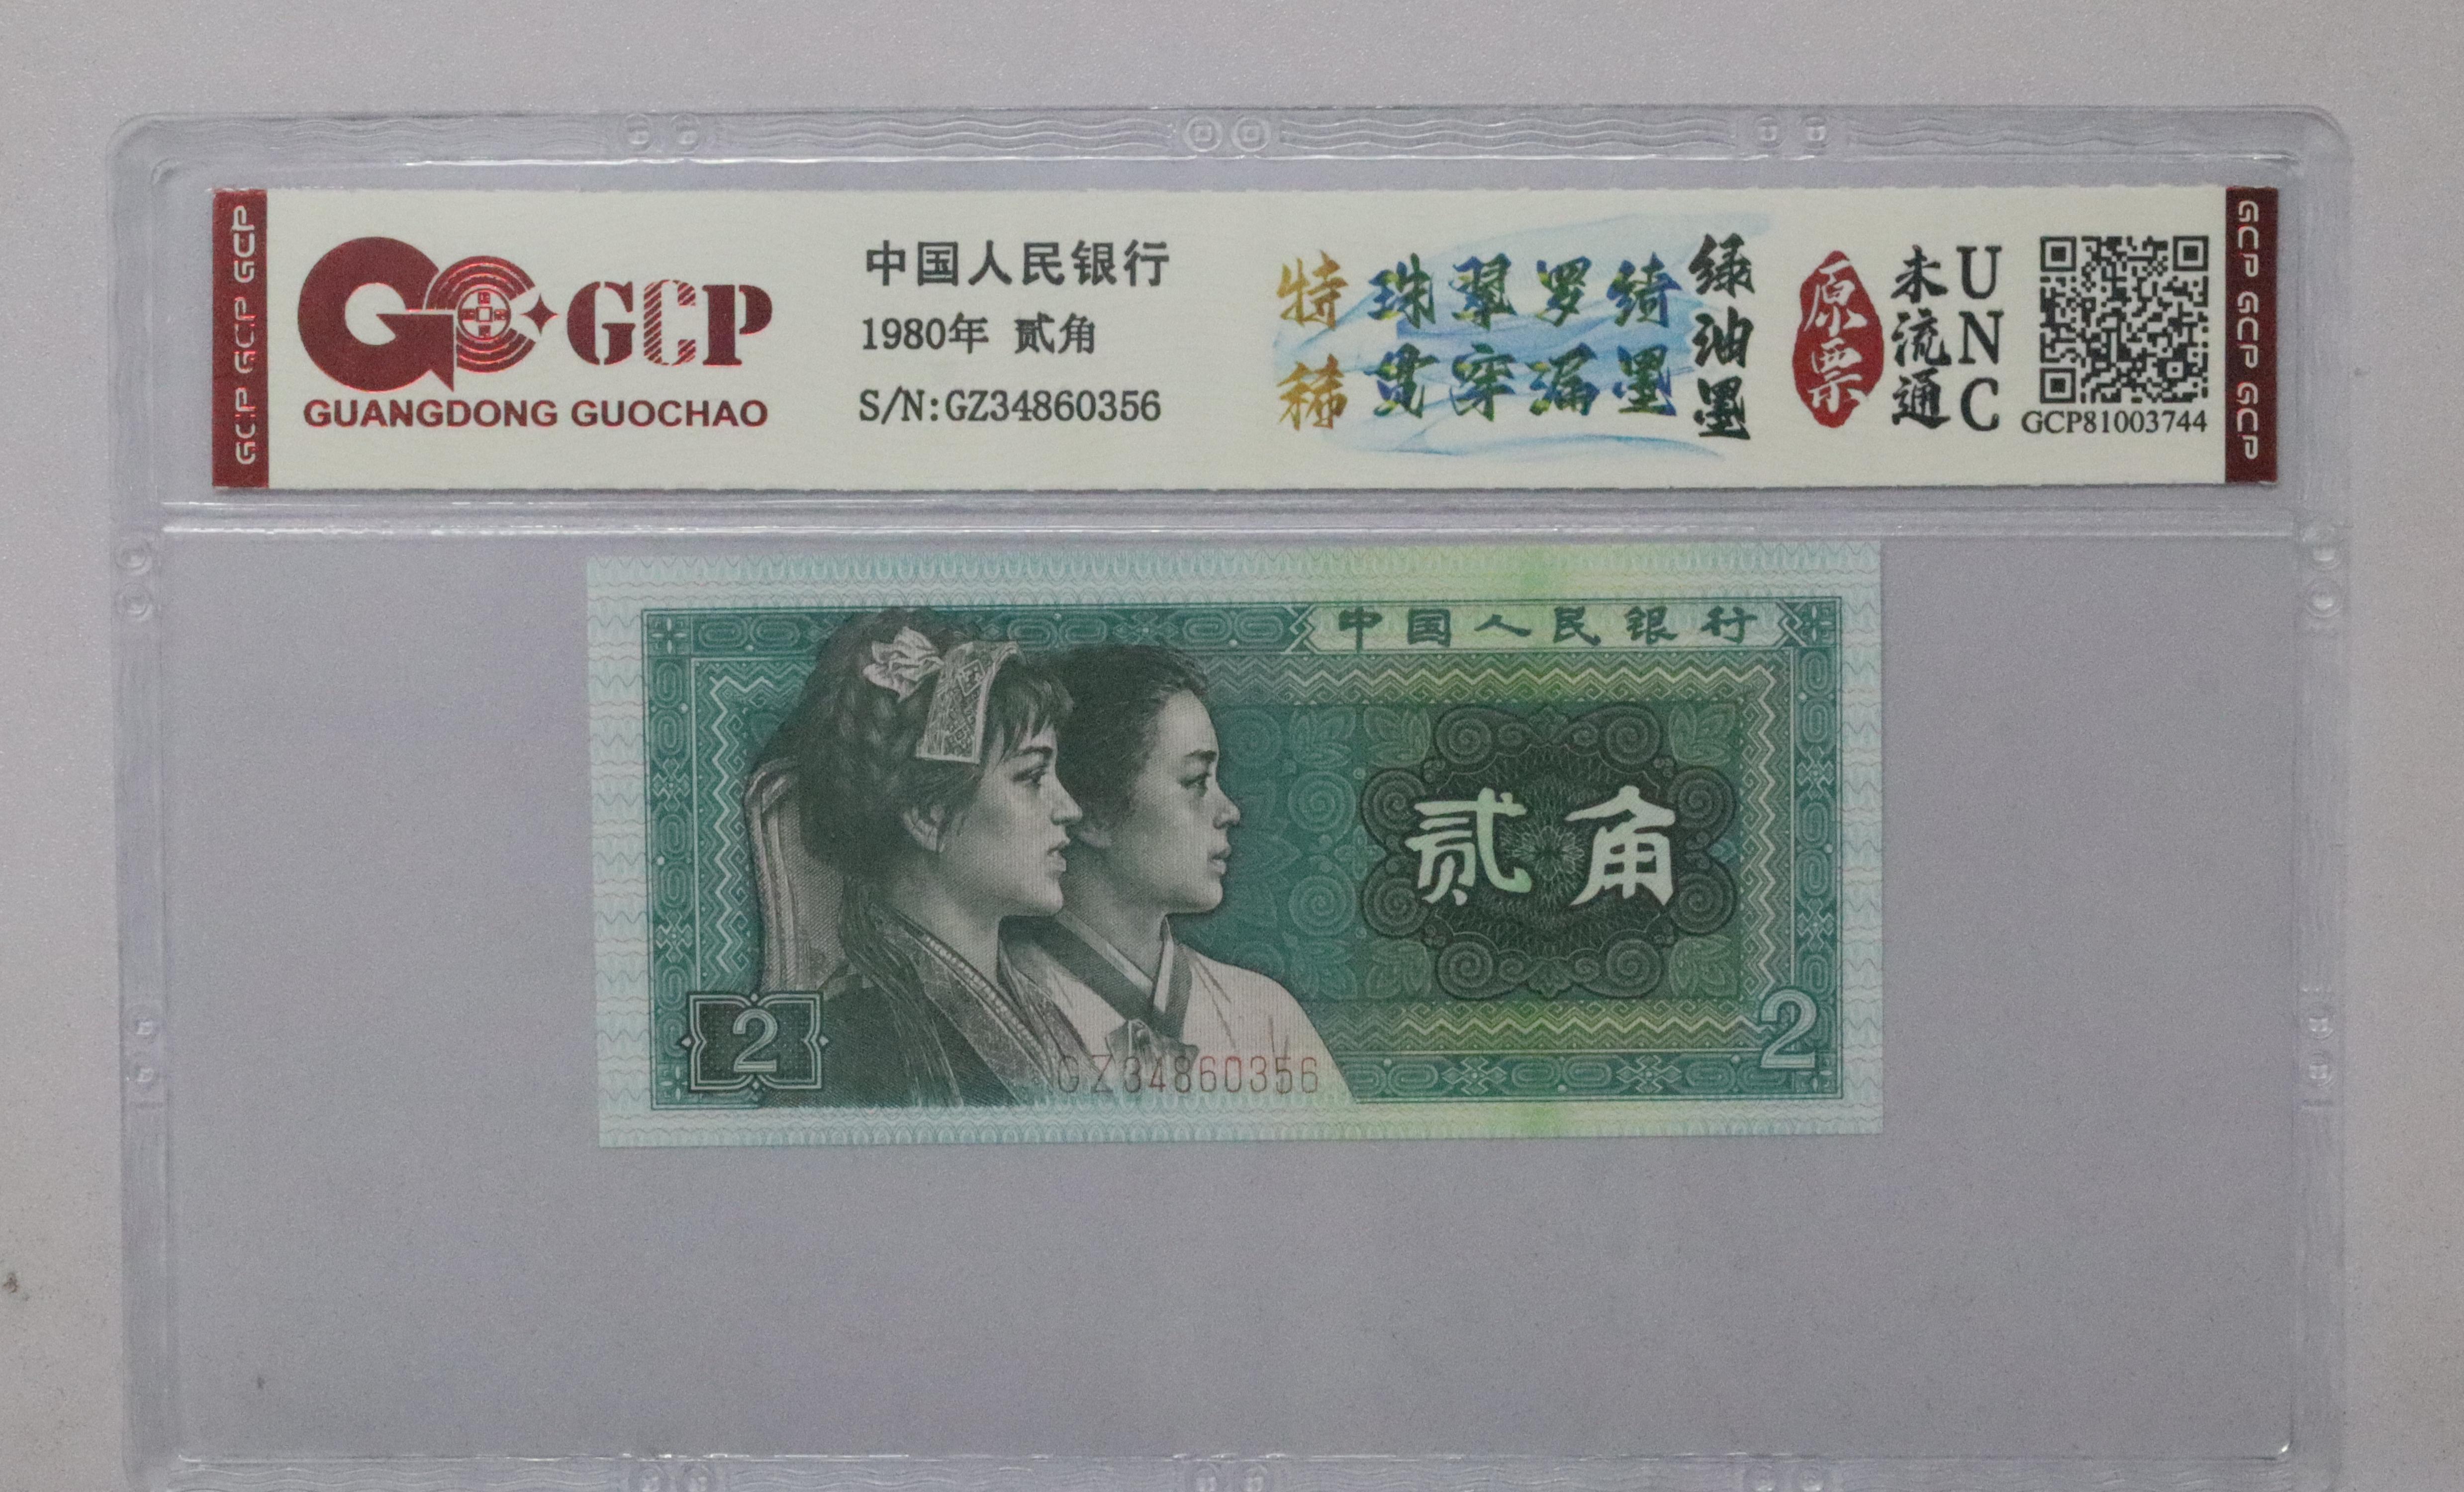 GCP GCP GCP
GCP
GUANGDONG GUOCHAO
中国人民银行
1980年 贰角
S/N:GZ34860356
特稀
珠翠罗绮
贯穿漏墨
绿油墨
原票
未流通
UNC
GCP81003744
GCP GCP GCP
中国人民银行
贰角
2
2
GZ34860356